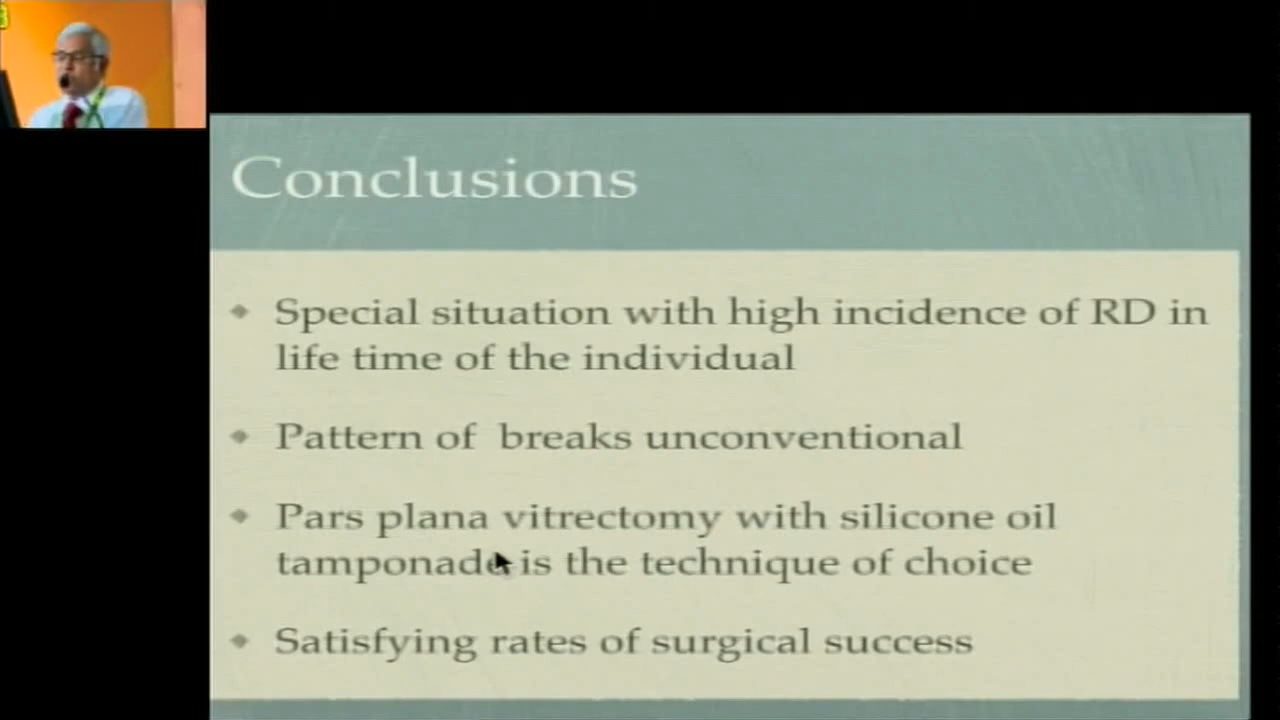 Conclusions
Special situation with high incidence of RD in
life time of the individual
Pattern of breaks unconventional
Pars plana vitrectomy with silicone oil
tamponade is the technique of choice
Satisfying rates of surgical success